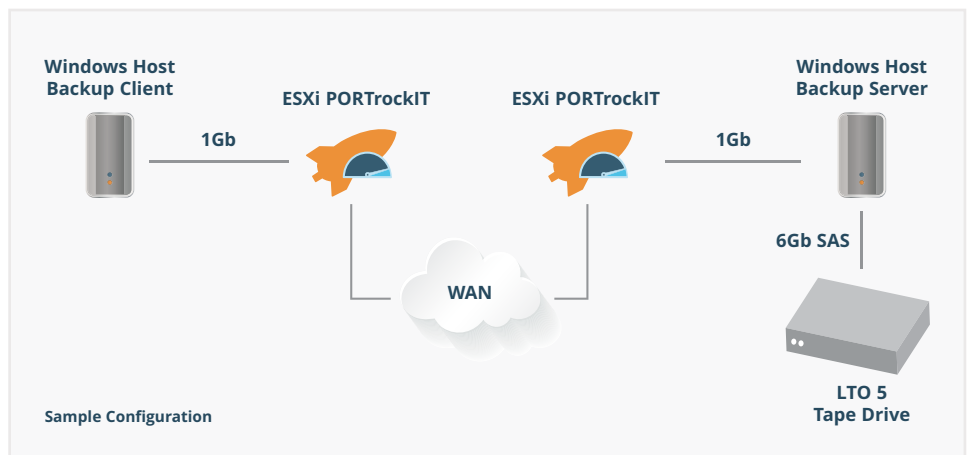 Windows Host
Backup Client
ESXi PORTrockIT
ESXi PORTrockIT
Windows Host
Backup Server
1Gb
1Gb
6Gb SAS
WAN
LTO 5
Tape Drive
Sample Configuration